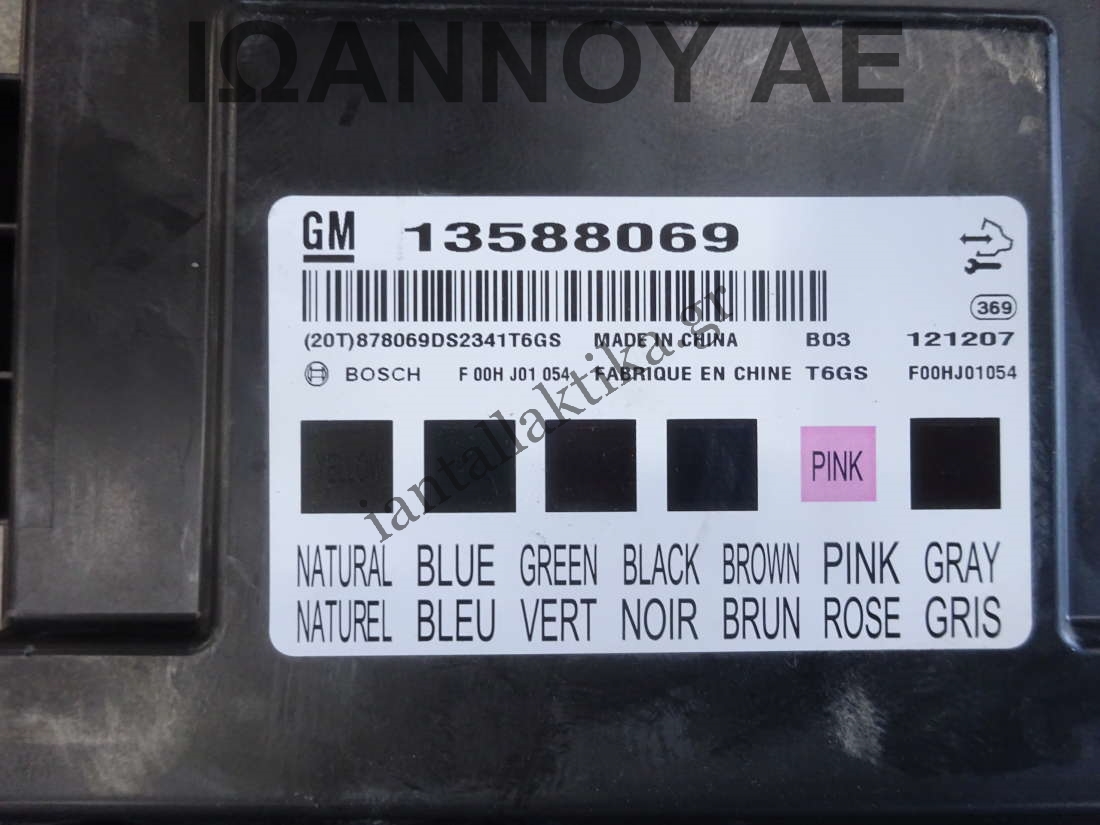 ΙΩΑΝΝΟΥ ΑΕ
GM 13588069
369
(20T)878069DS2341T6GS MADE IN CHINA B03 121207
BOSCH F 00H J01 054 FABRIQUE EN CHINE T6GS F00HJ01054
iantallaktika.gr
YELLOW PINK
NATURAL BLUE GREEN BLACK BROWN PINK GRAY
NATUREL BLEU VERT NOIR BRUN ROSE GRIS